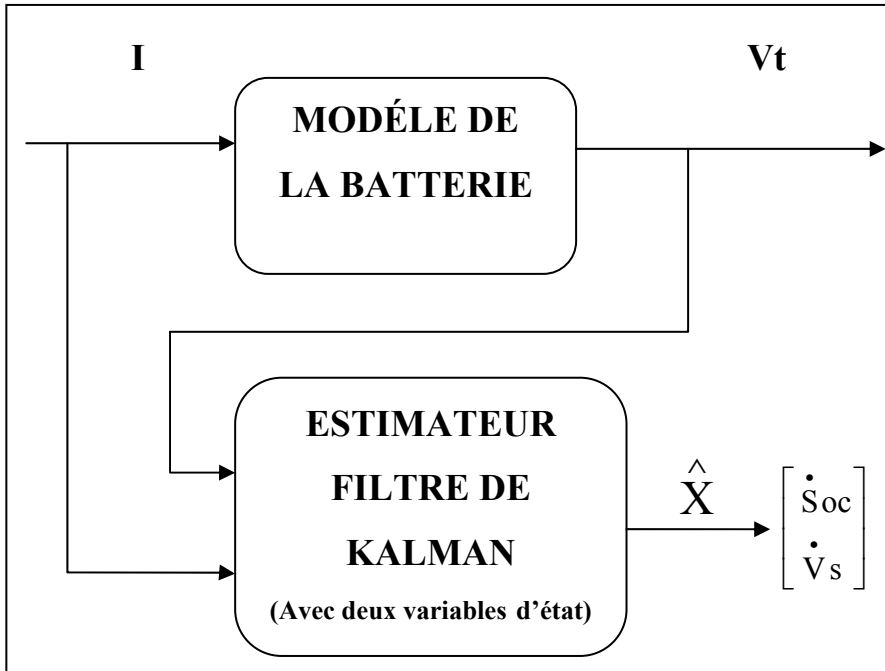 I
Vt
MODÉLE DE
LA BATTERIE
ESTIMATEUR
FILTRE DE
KALMAN
(Avec deux variables d'état)
X̂
Ṡoc
V̇s